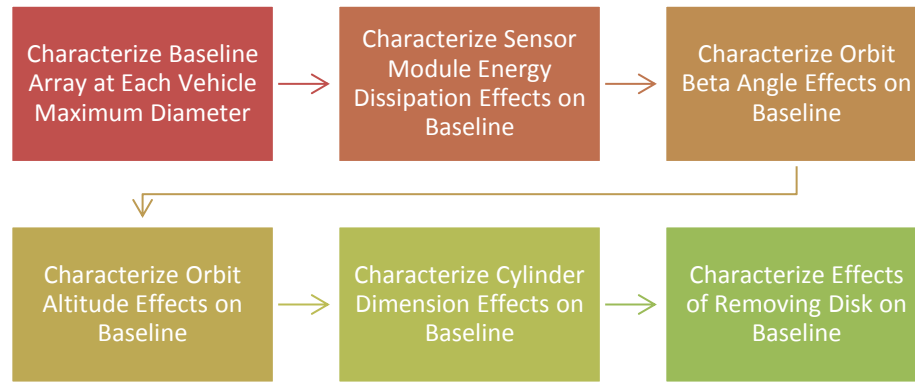 Characterize Baseline
Array at Each Vehicle
Maximum Diameter
Characterize Sensor
Module Energy
Dissipation Effects on
Baseline
Characterize Orbit
Beta Angle Effects on
Baseline
Characterize Orbit
Altitude Effects on
Baseline
Characterize Cylinder
Dimension Effects on
Baseline
Characterize Effects
of Removing Disk on
Baseline